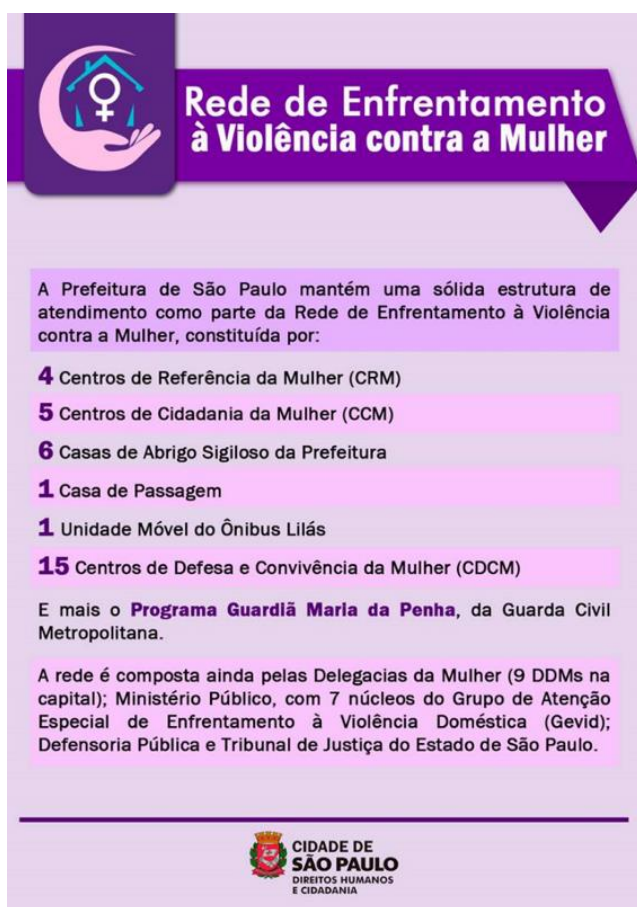 Rede de Enfrentamento
à Violência contra a Mulher
A Prefeitura de São Paulo mantém uma sólida estrutura de
atendimento como parte da Rede de Enfrentamento à Violência
contra a Mulher, constituída por:
4 Centros de Referência da Mulher (CRM)
5 Centros de Cidadania da Mulher (CCM)
6 Casas de Abrigo Sigiloso da Prefeitura
1 Casa de Passagem
1 Unidade Móvel do Ônibus Lilás
15 Centros de Defesa e Convivência da Mulher (CDCM)
E mais o Programa Guardiã Maria da Penha, da Guarda Civil
Metropolitana.
A rede é composta ainda pelas Delegacias da Mulher (9 DDMs na
capital); Ministério Público, com 7 núcleos do Grupo de Atenção
Especial de Enfrentamento à Violência Doméstica (Gevid);
Defensoria Pública e Tribunal de Justiça do Estado de São Paulo.
CIDADE DE
SÃO PAULO
DIREITOS HUMANOS
E CIDADANIA